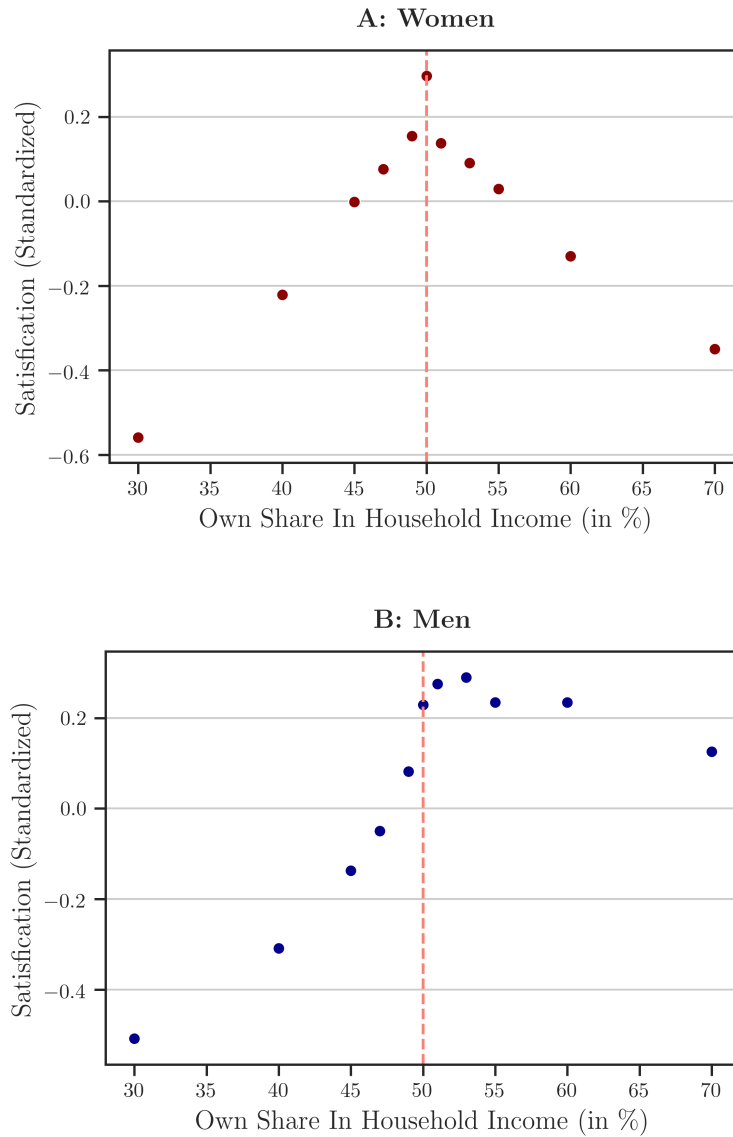 A: Women
Satisfication (Standardized)
0.2
0.0
−0.2
−0.4
−0.6
30 35 40 45 50 55 60 65 70
Own Share In Household Income (in %)
B: Men
Satisfication (Standardized)
0.2
0.0
−0.2
−0.4
30 35 40 45 50 55 60 65 70
Own Share In Household Income (in %)